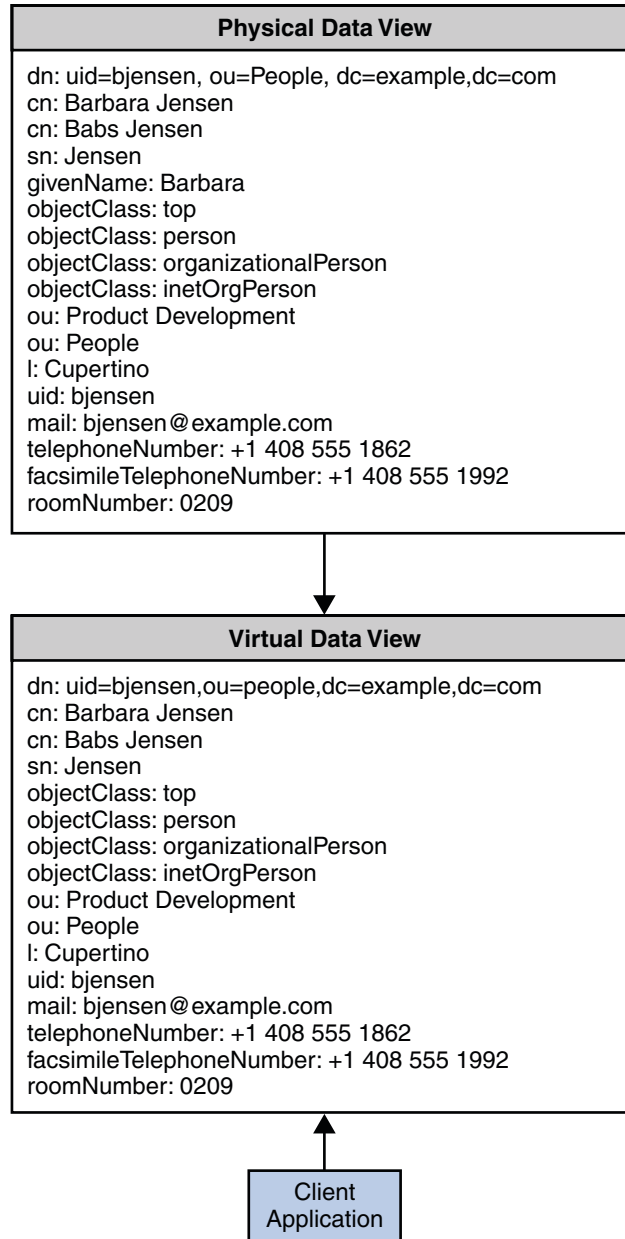 Physical Data View
dn: uid=bjensen, ou=People, dc=example,dc=com
cn: Barbara Jensen
cn: Babs Jensen
sn: Jensen
givenName: Barbara
objectClass: top
objectClass: person
objectClass: organizationalPerson
objectClass: inetOrgPerson
ou: Product Development
ou: People
l: Cupertino
uid: bjensen
mail: bjensen@example.com
telephoneNumber: +1 408 555 1862
facsimileTelephoneNumber: +1 408 555 1992
roomNumber: 0209
Virtual Data View
dn: uid=bjensen,ou=people,dc=example,dc=com
cn: Barbara Jensen
cn: Babs Jensen
sn: Jensen
objectClass: top
objectClass: person
objectClass: organizationalPerson
objectClass: inetOrgPerson
ou: Product Development
ou: People
l: Cupertino
uid: bjensen
mail: bjensen@example.com
telephoneNumber: +1 408 555 1862
facsimileTelephoneNumber: +1 408 555 1992
roomNumber: 0209
Client
Application